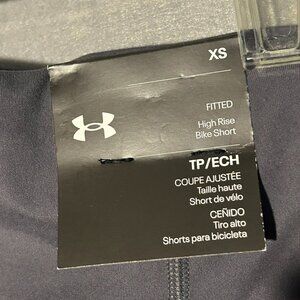 XS
FITTED
High Rise
Bike Short
TP/ECH
COUPE AJUSTÉE
Taille haute
Short de vélo
CEÑIDO
Tiro alto
Shorts para bicicleta